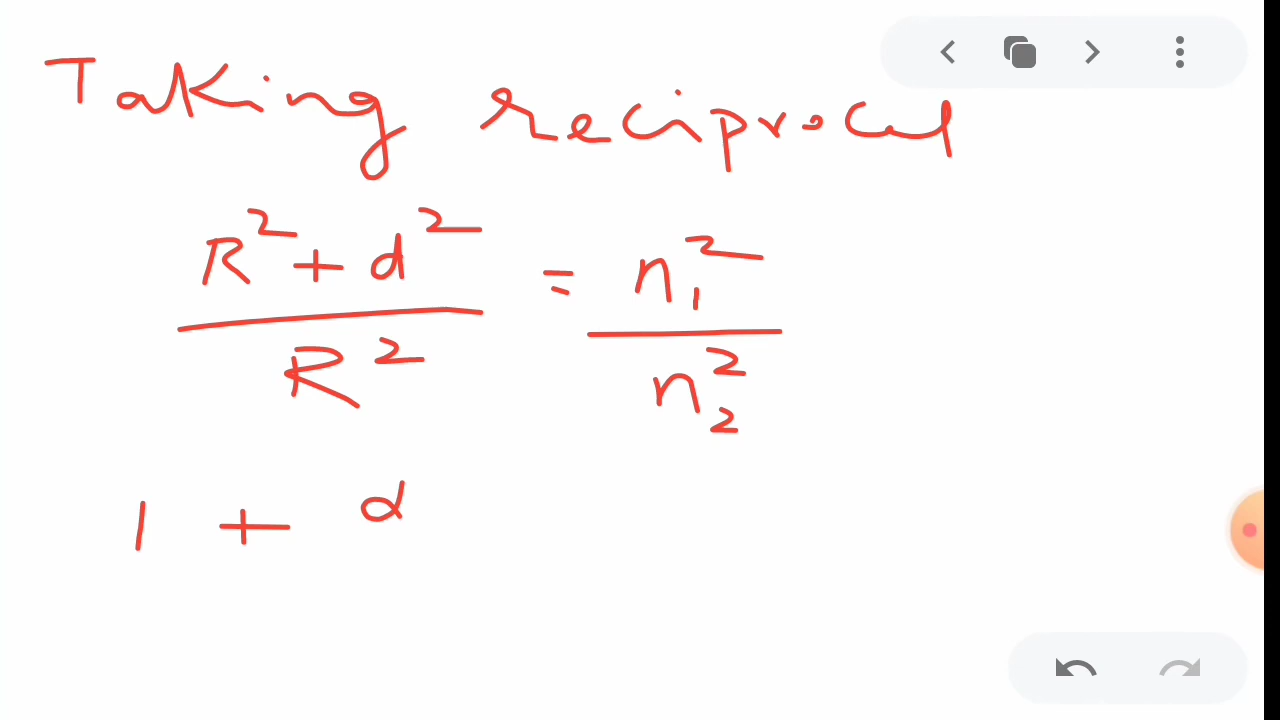 Taking reciprocal
R² + d² / R² = n₁² / n₂²
1 + d